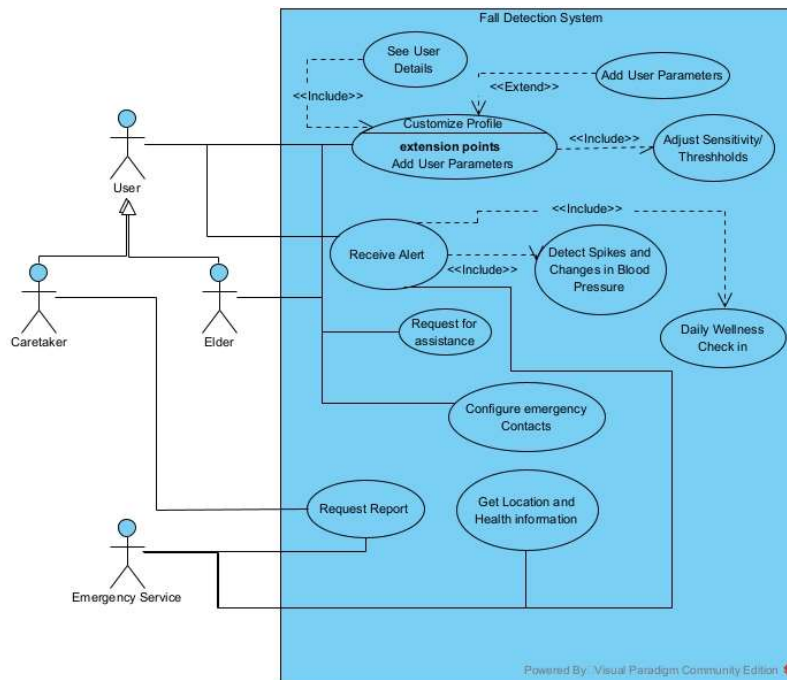 Fall Detection System
See User
Details
Add User Parameters
<<Include>>
<<Extend>>
Customize Profile
extension points
Add User Parameters
<<Include>>
Adjust Sensitivity/
Threshholds
User
<<Include>>
Receive Alert
<<Include>>
Detect Spikes and
Changes in Blood
Pressure
Caretaker
Elder
Request for
assistance
Daily Wellness
Check in
Configure emergency
Contacts
Request Report
Get Location and
Health information
Emergency Service
Powered By: Visual Paradigm Community Edition